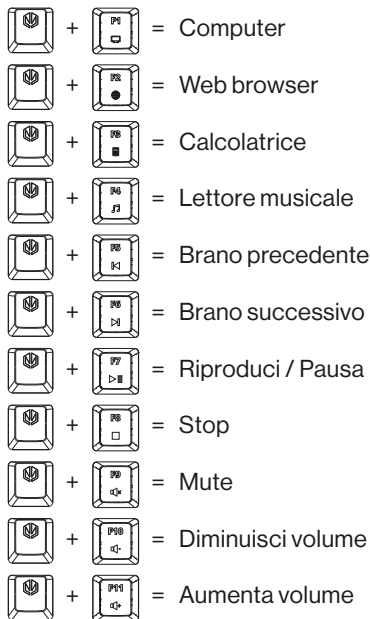 + F1 = Computer
+ F2 = Web browser
+ F3 = Calcolatrice
+ F4 = Lettore musicale
+ F5 = Brano precedente
+ F6 = Brano successivo
+ F7 = Riproduci / Pausa
+ F8 = Stop
+ F9 = Mute
+ F10 = Diminuisci volume
+ F11 = Aumenta volume